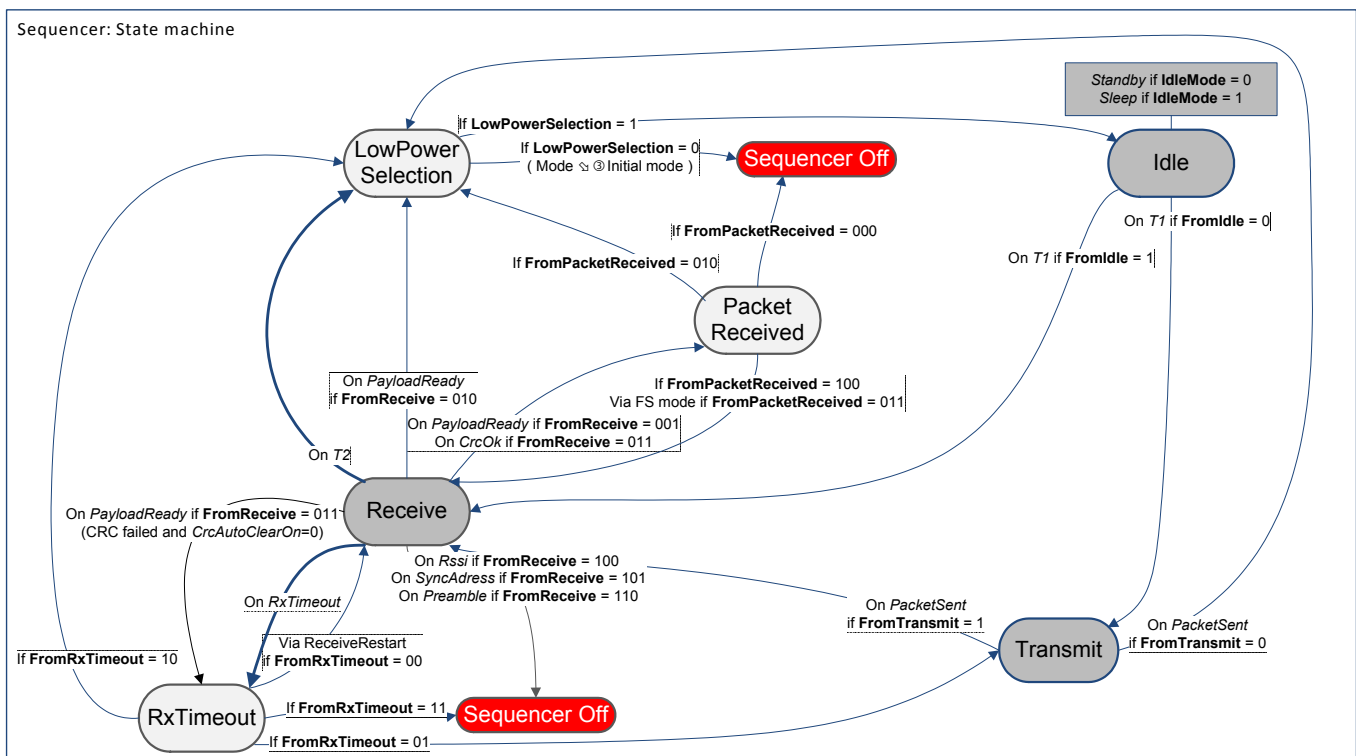 Sequencer: State machine
Standby if IdleMode = 0
Sleep if IdleMode = 1
If LowPowerSelection = 1
LowPower
Selection
If LowPowerSelection = 0
( Mode ⇘ ③ Initial mode )
Sequencer Off
Idle
On T1 if FromIdle = 0
If FromPacketReceived = 000
On T1 if FromIdle = 1
If FromPacketReceived = 010
Packet
Received
On PayloadReady
if FromReceive = 010
If FromPacketReceived = 100
Via FS mode if FromPacketReceived = 011
On PayloadReady if FromReceive = 001
On CrcOk if FromReceive = 011
On T2
Receive
On PayloadReady if FromReceive = 011
(CRC failed and CrcAutoClearOn=0)
On Rssi if FromReceive = 100
On SyncAdress if FromReceive = 101
On Preamble if FromReceive = 110
On RxTimeout
On PacketSent
if FromTransmit = 1
On PacketSent
if FromTransmit = 0
Transmit
Via ReceiveRestart
if FromRxTimeout = 00
If FromRxTimeout = 10
RxTimeout
If FromRxTimeout = 11
Sequencer Off
If FromRxTimeout = 01